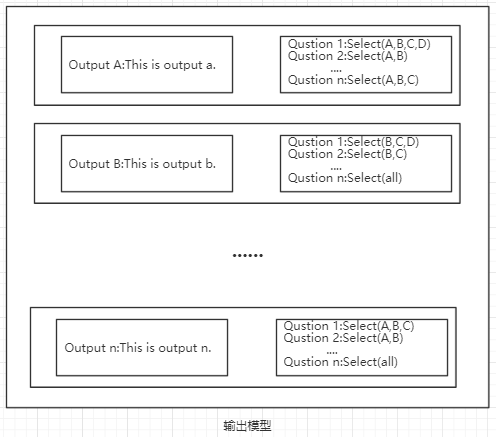 Output A:This is output a.
Qustion 1:Select(A,B,C,D)
Qustion 2:Select(A,B)
....
Qustion n:Select(A,B,C)
Output B:This is output b.
Qustion 1:Select(B,C,D)
Qustion 2:Select(B,C)
....
Qustion n:Select(all)
......
Output n:This is output n.
Qustion 1:Select(A,B,C)
Qustion 2:Select(A,B)
....
Qustion n:Select(all)
输出模型